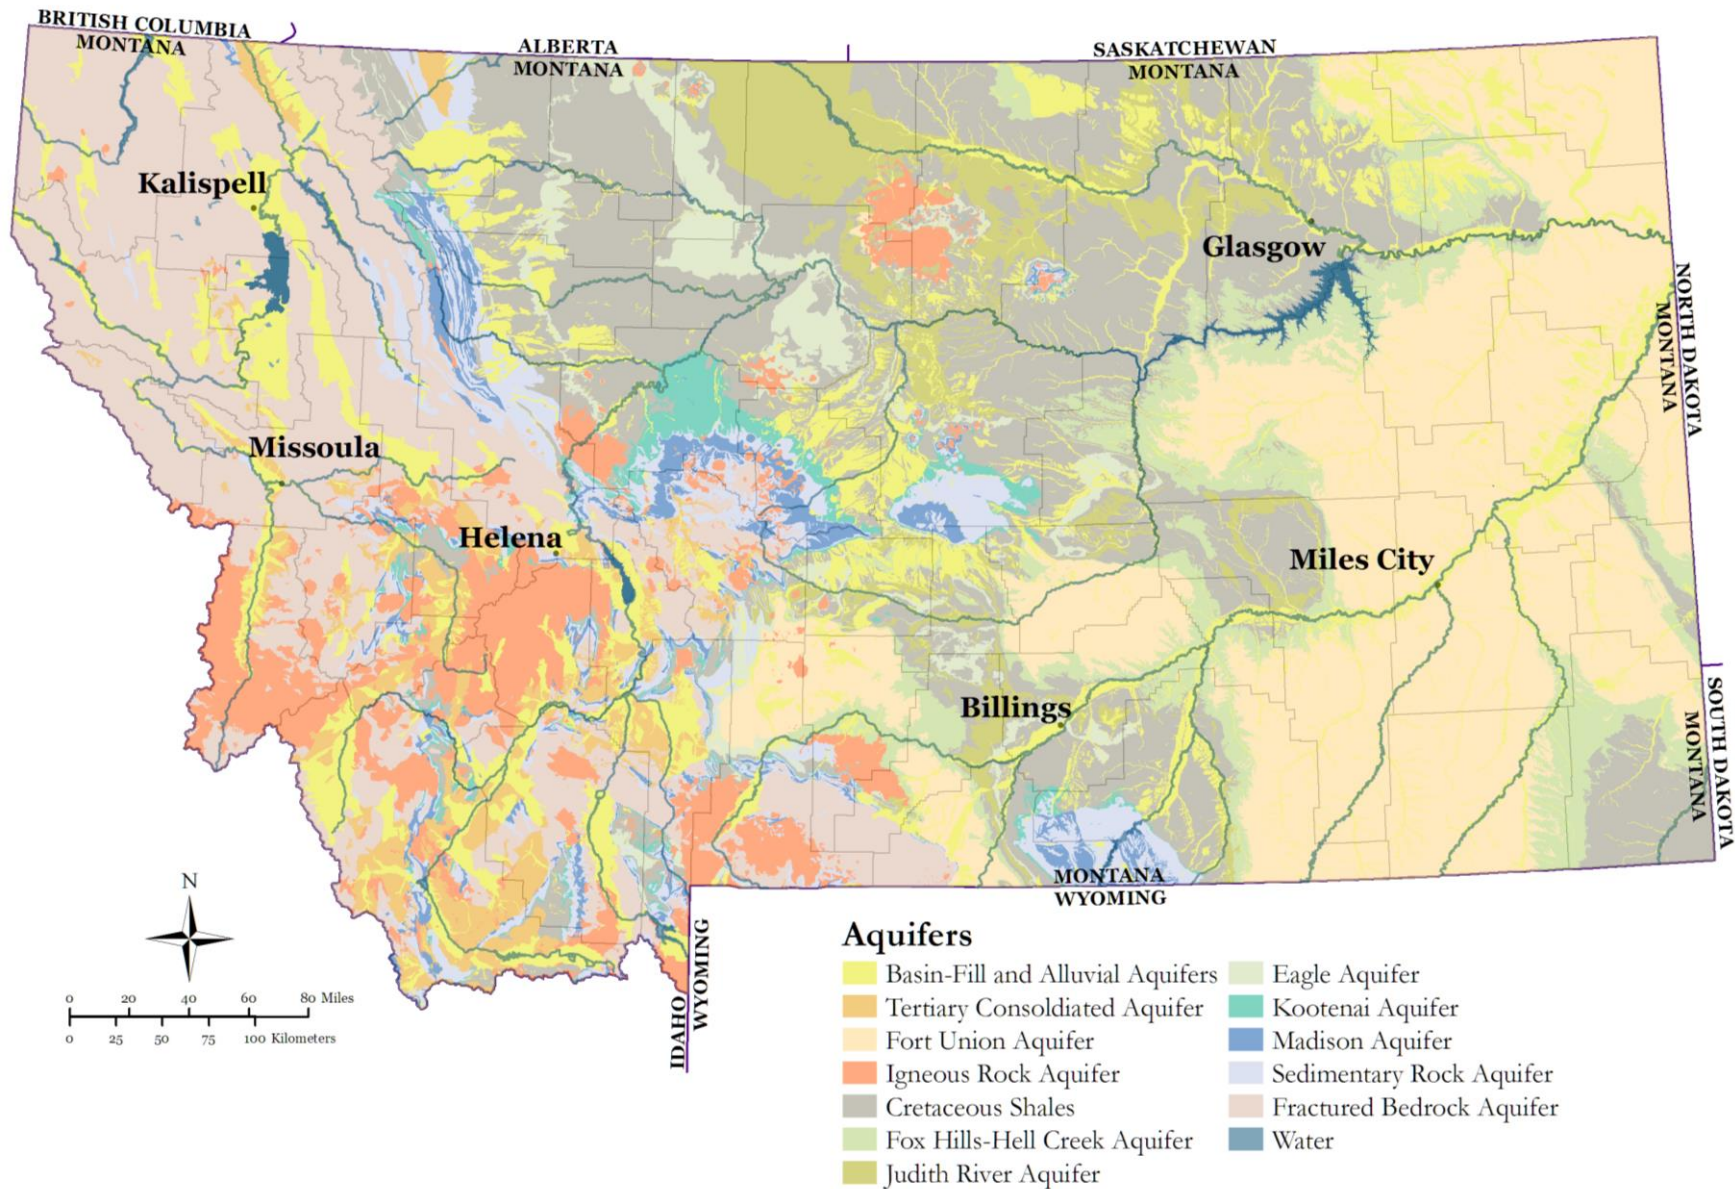 BRITISH COLUMBIA
MONTANA
ALBERTA
MONTANA
SASKATCHEWAN
MONTANA
Kalispell
Glasgow
NORTH DAKOTA
MONTANA
Missoula
Helena
Miles City
Billings
SOUTH DAKOTA
MONTANA
MONTANA
WYOMING
IDAHO
WYOMING
N
0 20 40 60 80 Miles
0 25 50 75 100 Kilometers
Aquifers
Basin-Fill and Alluvial Aquifers
Tertiary Consoldiated Aquifer
Fort Union Aquifer
Igneous Rock Aquifer
Cretaceous Shales
Fox Hills-Hell Creek Aquifer
Judith River Aquifer
Eagle Aquifer
Kootenai Aquifer
Madison Aquifer
Sedimentary Rock Aquifer
Fractured Bedrock Aquifer
Water